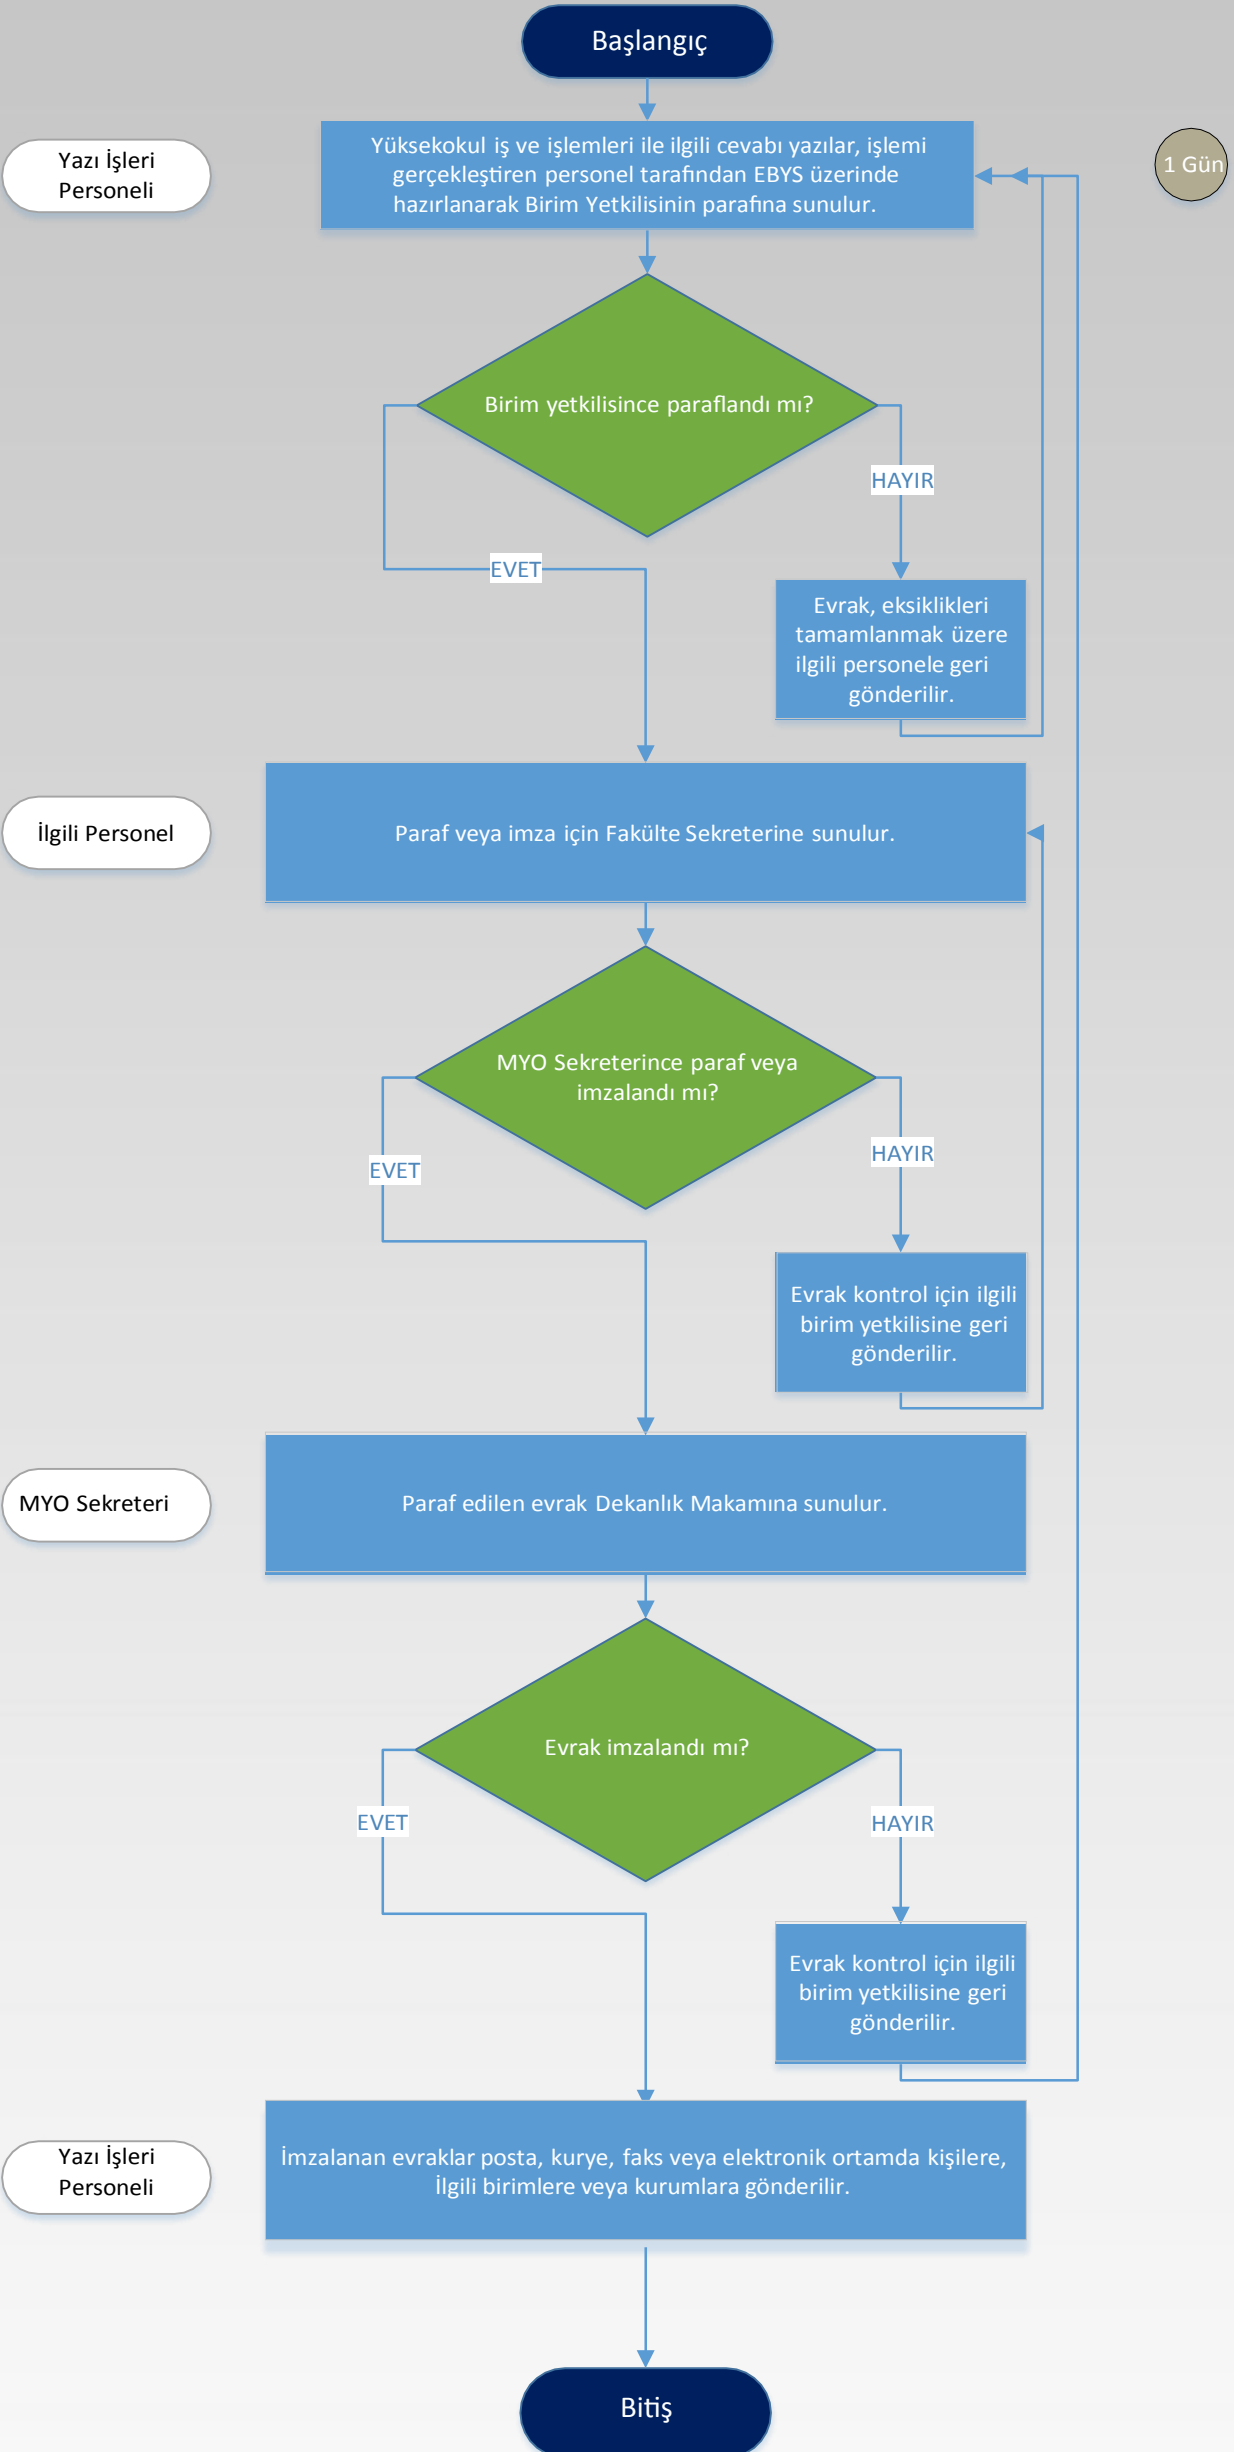 Başlangıç
Yazı İşleri
Personeli
Yüksekokul iş ve işlemleri ile ilgili cevabı yazılar, işlemi
gerçekleştiren personel tarafından EBYS üzerinde
hazırlanarak Birim Yetkilisinin parafına sunulur.
1 Gün
Birim yetkilisince paraflandı mı?
HAYIR
EVET
Evrak, eksiklikleri
tamamlanmak üzere
ilgili personele geri
gönderilir.
İlgili Personel
Paraf veya imza için Fakülte Sekreterine sunulur.
MYO Sekreterince paraf veya
imzalandı mı?
HAYIR
EVET
Evrak kontrol için ilgili
birim yetkilisine geri
gönderilir.
MYO Sekreteri
Paraf edilen evrak Dekanlık Makamına sunulur.
Evrak imzalandı mı?
EVET
HAYIR
Evrak kontrol için ilgili
birim yetkilisine geri
gönderilir.
Yazı İşleri
Personeli
İmzalanan evraklar posta, kurye, faks veya elektronik ortamda kişilere,
İlgili birimlere veya kurumlara gönderilir.
Bitiş